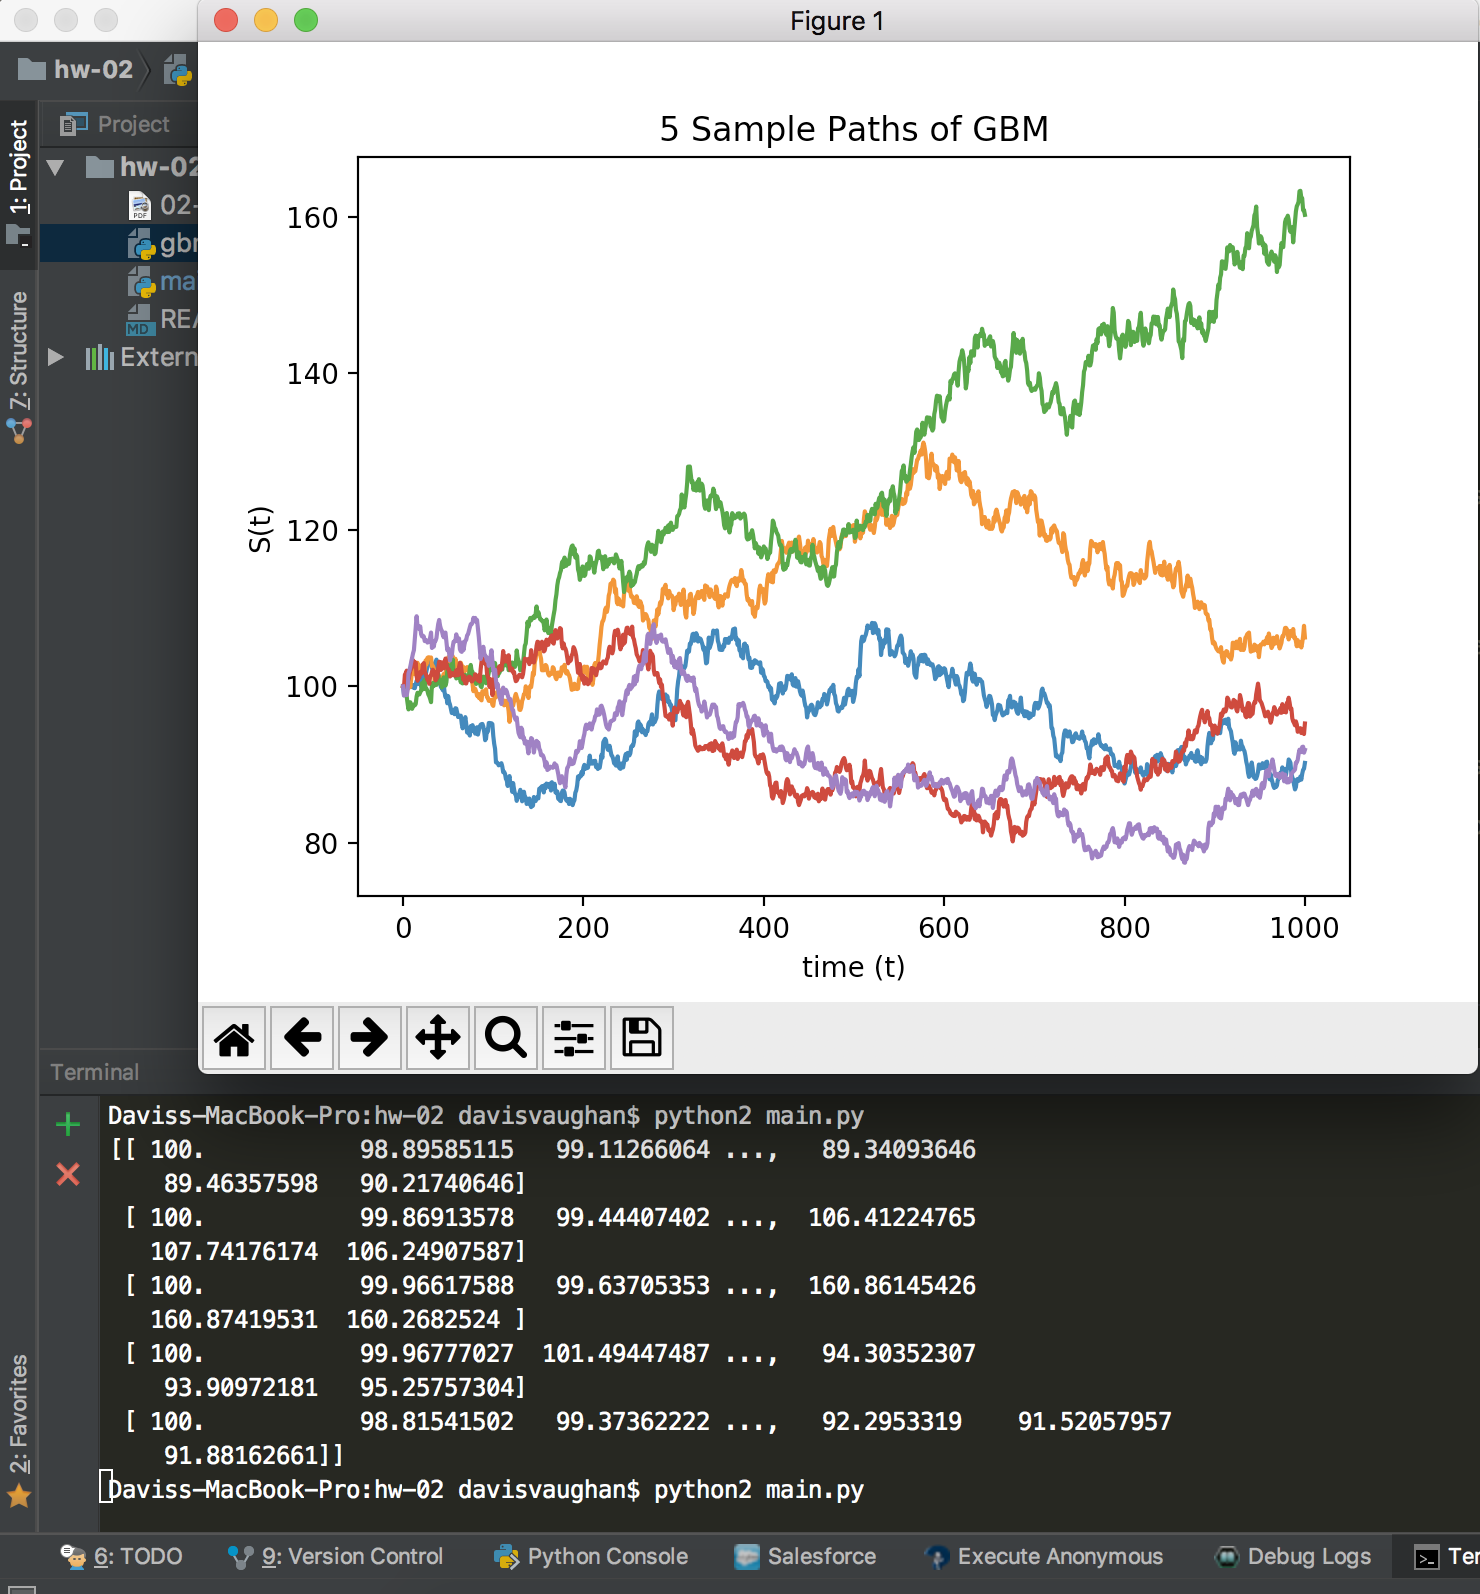 Figure 1
hw-02
Project
1: Project
hw-02
02-
gbm
ma
REA
Extern
7: Structure
5 Sample Paths of GBM
160
140
120
100
80
S(t)
0 200 400 600 800 1000
time (t)
Terminal
Daviss-MacBook-Pro:hw-02 davisvaughan$ python2 main.py
[[ 100. 98.89585115 99.11266064 ..., 89.34093646
89.46357598 90.21740646]
[ 100. 99.86913578 99.44407402 ..., 106.41224765
107.74176174 106.24907587]
[ 100. 99.96617588 99.63705353 ..., 160.86145426
160.87419531 160.2682524 ]
[ 100. 99.96777027 101.49447487 ..., 94.30352307
93.90972181 95.25757304]
[ 100. 98.81541502 99.37362222 ..., 92.2953319 91.52057957
91.88162661]]
Daviss-MacBook-Pro:hw-02 davisvaughan$ python2 main.py
2: Favorites
6: TODO 9: Version Control Python Console Salesforce Execute Anonymous Debug Logs Ter